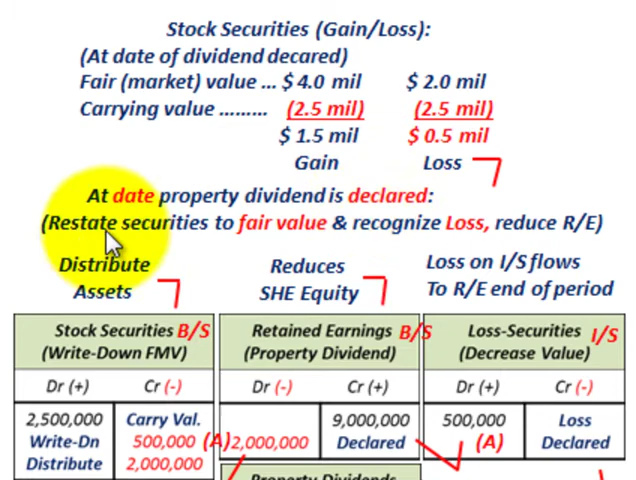 Stock Securities (Gain/Loss):
(At date of dividend decared)
Fair (market) value ... $ 4.0 mil $ 2.0 mil
Carrying value ......... (2.5 mil) (2.5 mil)
$ 1.5 mil $ 0.5 mil
Gain Loss
At date property dividend is declared:
(Restate securities to fair value & recognize Loss, reduce R/E)
Distribute
Assets
Reduces
SHE Equity
Loss on I/S flows
To R/E end of period
Stock Securities B/S
(Write-Down FMV)
Dr (+) Cr (-)
2,500,000 Carry Val.
Write-Dn 500,000 (A)
Distribute 2,000,000
Retained Earnings B/S
(Property Dividend)
Dr (-) Cr (+)
9,000,000
2,000,000 Declared
Property Dividends
Loss-Securities I/S
(Decrease Value)
Dr (+) Cr (-)
500,000 Loss
(A) Declared